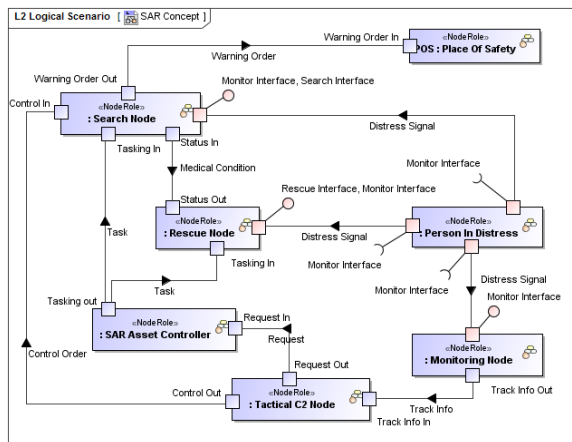 L2 Logical Scenario [ SAR Concept ]
Warning Order In
«NodeRole»
POS : Place Of Safety
Warning Order
Warning Order Out
Monitor Interface, Search Interface
Control In
«NodeRole»
: Search Node
Distress Signal
Tasking In
Status In
Medical Condition
Monitor Interface
Rescue Interface, Monitor Interface
Status Out
«NodeRole»
: Rescue Node
Distress Signal
«NodeRole»
: Person In Distress
Task
Tasking In
Monitor Interface
Task
Monitor Interface
Distress Signal
Tasking out
Monitor Interface
Request In
«NodeRole»
: SAR Asset Controller
Request
Control Order
«NodeRole»
: Monitoring Node
Request Out
Control Out
«NodeRole»
: Tactical C2 Node
Track Info Out
Track Info
Track Info In